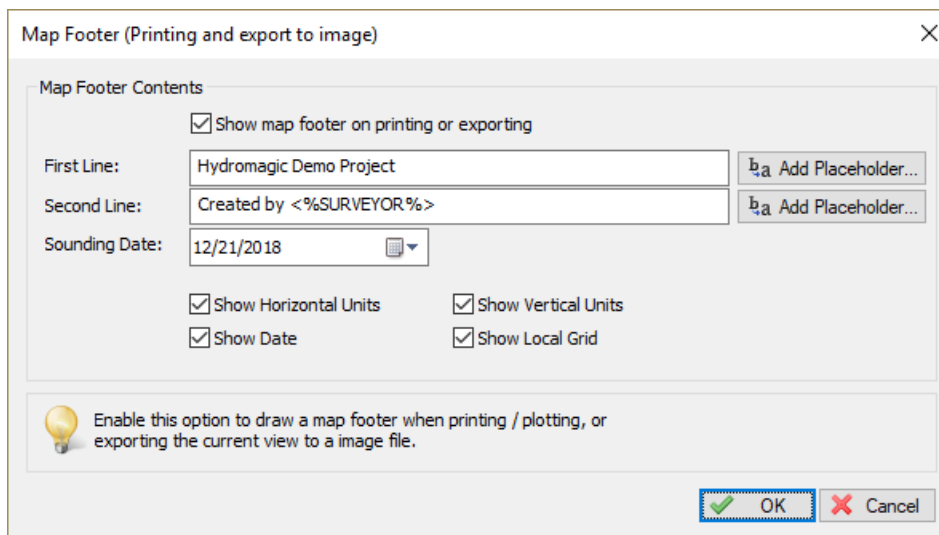 Map Footer (Printing and export to image)
Map Footer Contents
Show map footer on printing or exporting
First Line: Hydromagic Demo Project Add Placeholder...
Second Line: Created by <%SURVEYOR%> Add Placeholder...
Sounding Date: 12/21/2018
Show Horizontal Units Show Vertical Units
Show Date Show Local Grid
Enable this option to draw a map footer when printing / plotting, or
exporting the current view to a image file.
OK Cancel